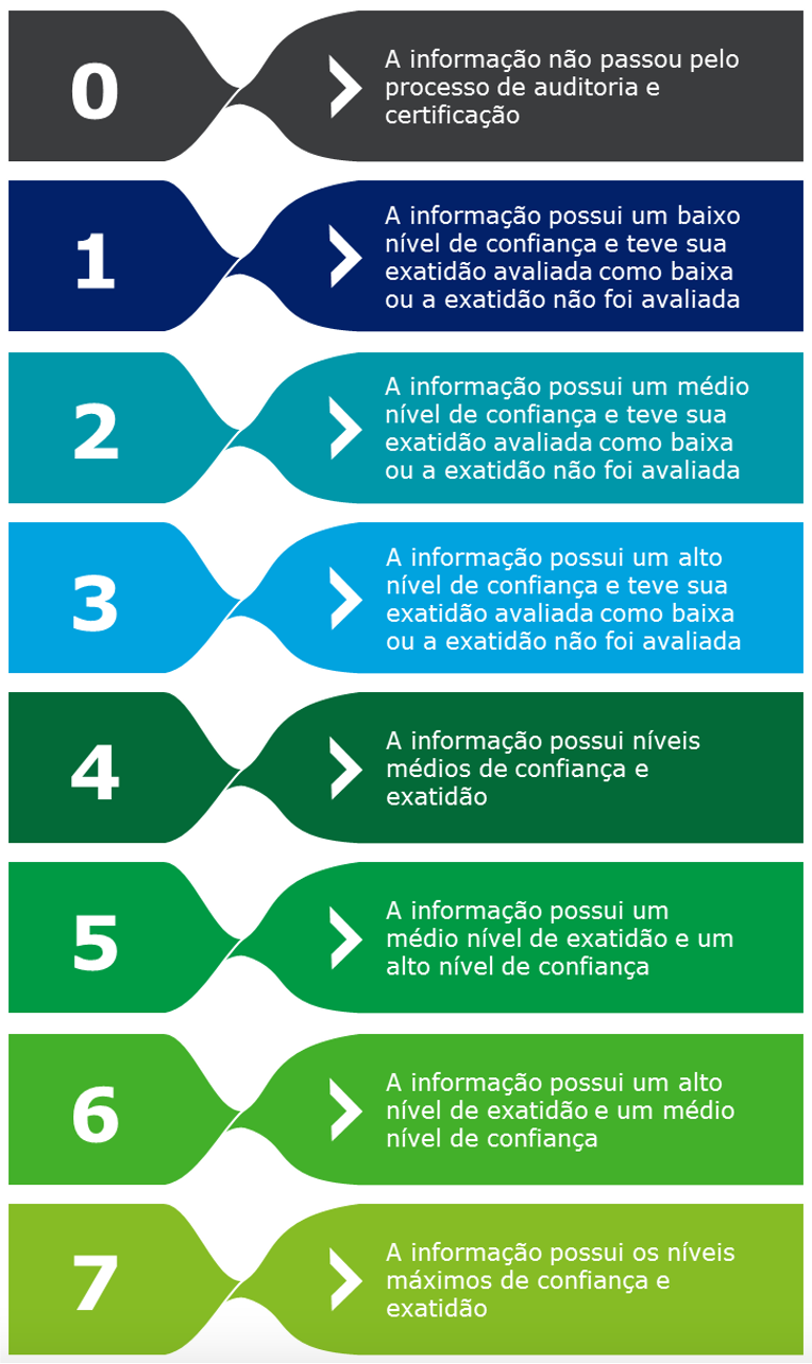 0
A informação não passou pelo
processo de auditoria e
certificação
1
A informação possui um baixo
nível de confiança e teve sua
exatidão avaliada como baixa
ou a exatidão não foi avaliada
2
A informação possui um médio
nível de confiança e teve sua
exatidão avaliada como baixa
ou a exatidão não foi avaliada
3
A informação possui um alto
nível de confiança e teve sua
exatidão avaliada como baixa
ou a exatidão não foi avaliada
4
A informação possui níveis
médios de confiança e
exatidão
5
A informação possui um
médio nível de exatidão e um
alto nível de confiança
6
A informação possui um alto
nível de exatidão e um médio
nível de confiança
7
A informação possui os níveis
máximos de confiança e
exatidão